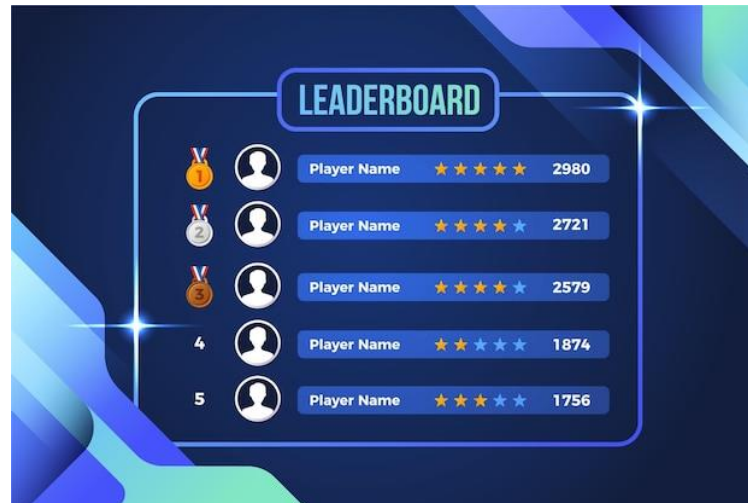 LEADERBOARD
1 Player Name 2980
2 Player Name 2721
3 Player Name 2579
4 Player Name 1874
5 Player Name 1756